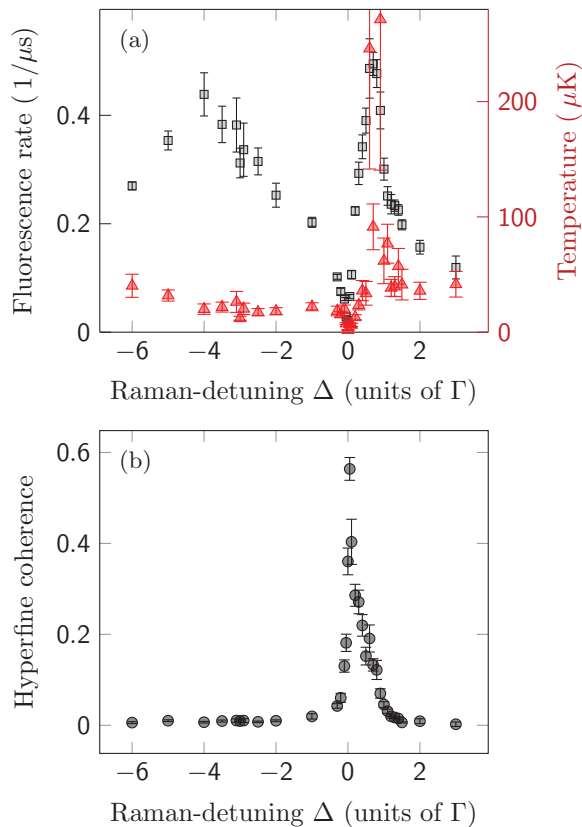 (a)
Fluorescence rate ( 1/μs)
0.4
0.2
0
Temperature ( μK)
200
100
0
−6 −4 −2 0 2
Raman-detuning Δ (units of Γ)
(b)
Hyperfine coherence
0.6
0.4
0.2
0
−6 −4 −2 0 2
Raman-detuning Δ (units of Γ)